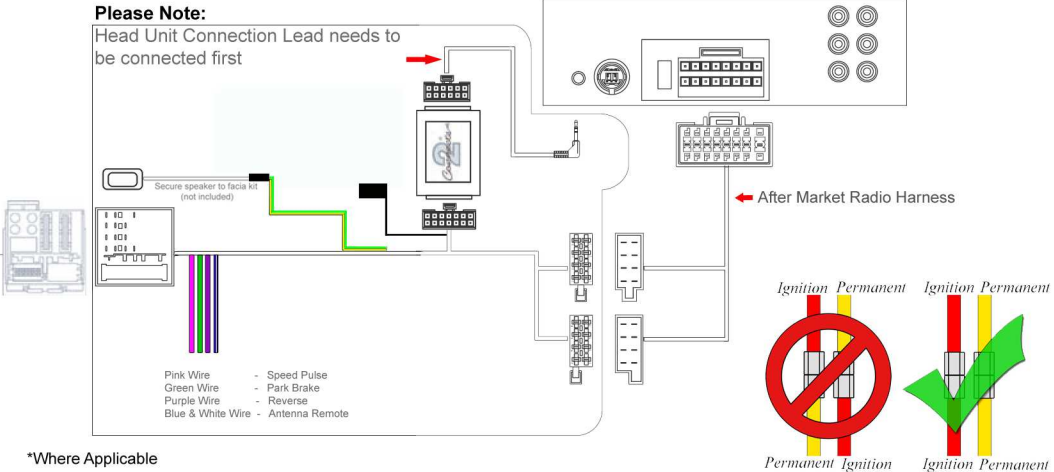 Please Note:
Head Unit Connection Lead needs to
be connected first
Secure speaker to facia kit
(not included)
After Market Radio Harness
Pink Wire - Speed Pulse
Green Wire - Park Brake
Purple Wire - Reverse
Blue & White Wire - Antenna Remote
*Where Applicable
Ignition Permanent
Permanent Ignition
Ignition Permanent
Ignition Permanent
2